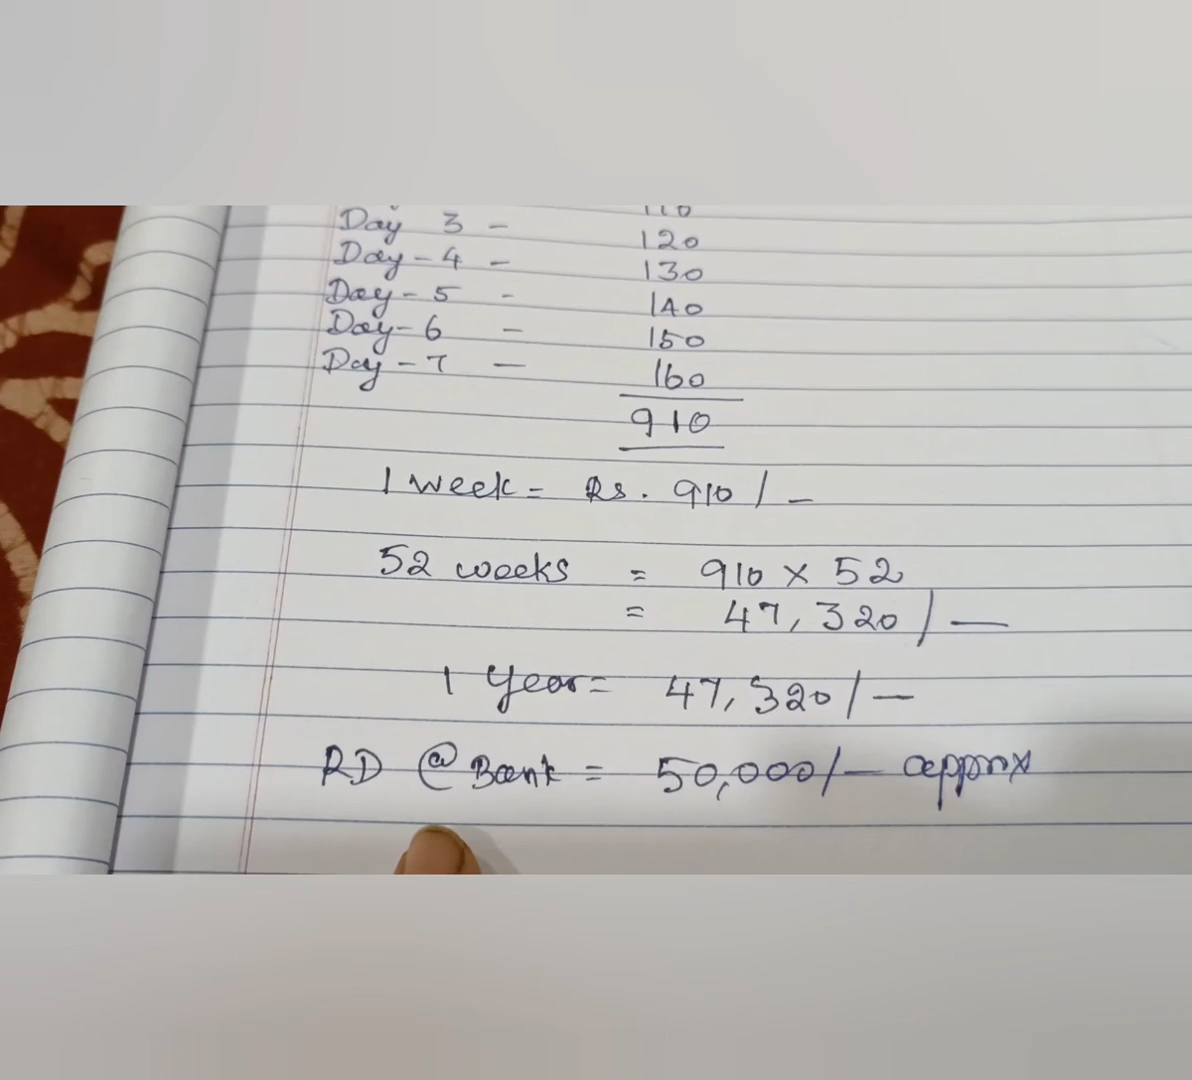 110
Day 3 - 120
Day - 4 - 130
Day - 5 - 140
Day - 6 - 150
Day - 7 - 160
910
1 week = Rs. 910/-
52 weeks = 910 x 52
= 47,320/-
1 Year = 47,320/-
RD @ Bank = 50,000/- approx